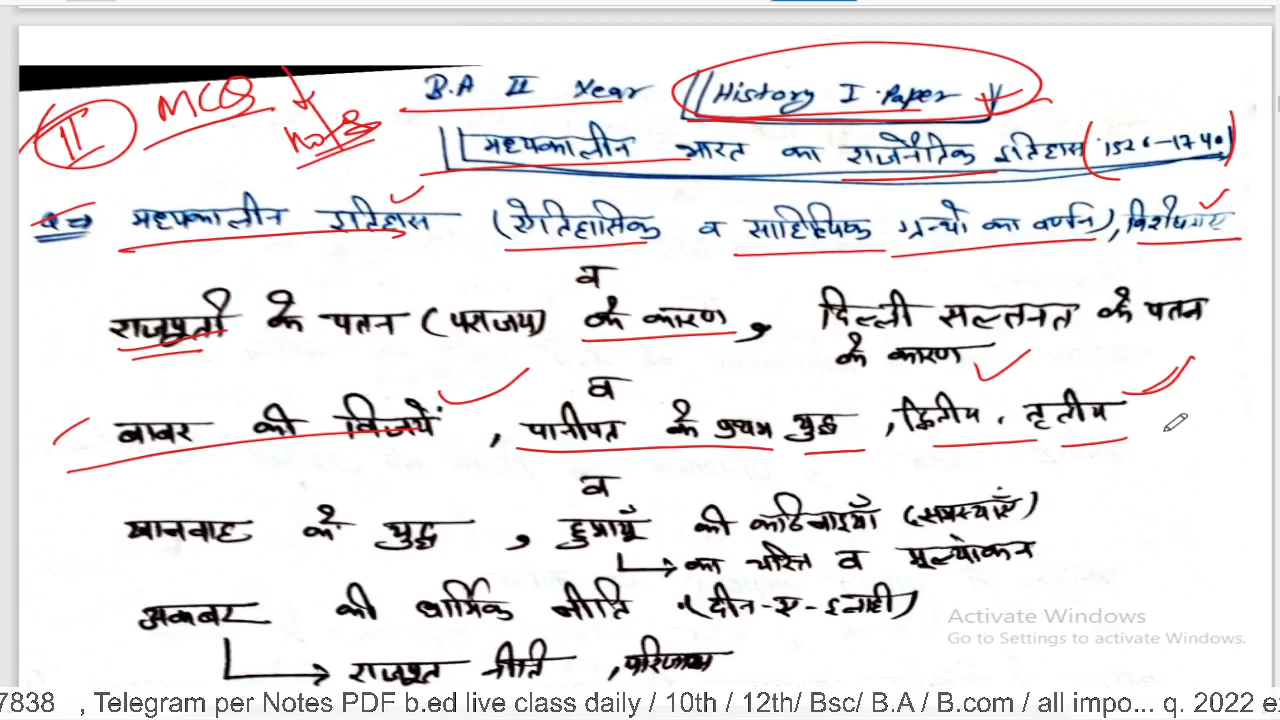 B.A II Year || History I. Paper
II MCQ
Notes
मध्यकालीन भारत का राजनैतिक इतिहास (1526-1740)
मध्यकालीन इतिहास (ऐतिहासिक व साहित्यिक ग्रन्थो का वर्णन),
व
राजपूतों के पतन (पराजय) के कारण, दिल्ली सल्तनत के पतन
के कारण
व
बाबर की विजयें, पानीपत के प्रथम युद्ध, द्वितीय, तृतीय
व
खानवाह के युद्ध, हुमायूँ की कठिनाइयाँ (समस्याएँ)
का चरित्र व मूल्यांकन
अकबर की धार्मिक नीति (दीन-ए-इलाही)
राजपूत नीति, परिणाम
Activate Windows
Go to Settings to activate Windows.
7838 , Telegram per Notes PDF b.ed live class daily / 10th / 12th/ Bsc/ B.A / B.com / all impo... q. 2022 e